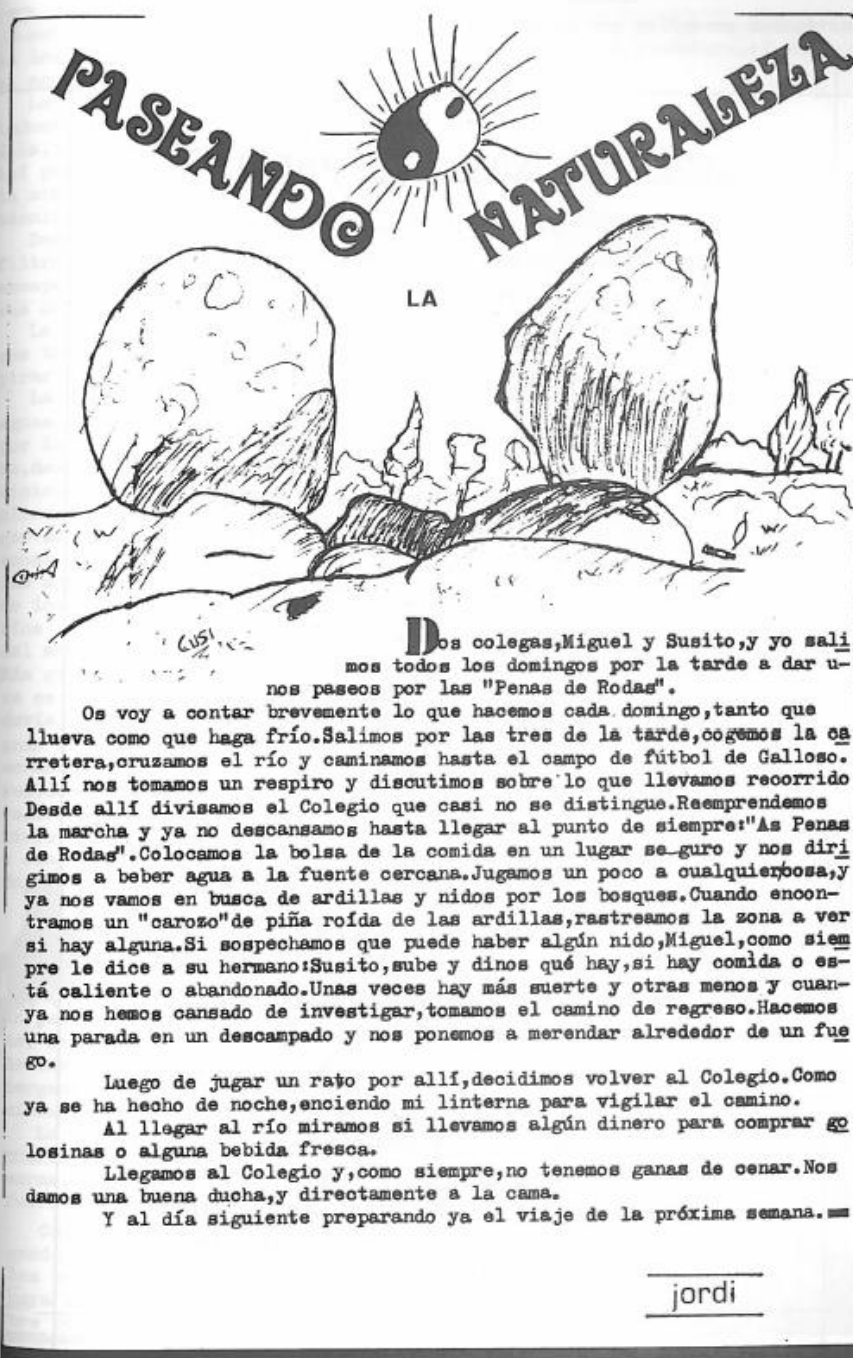 PASEANDO
LA
NATURALEZA
CUSI
Dos colegas,Miguel y Susito,y yo sali
mos todos los domingos por la tarde a dar u-
nos paseos por las "Penas de Rodas".
Os voy a contar brevemente lo que hacemos cada domingo,tanto que
llueva como que haga frío.Salimos por las tres de la tarde,cogemos la ca
rretera,cruzamos el río y caminamos hasta el campo de fútbol de Galloso.
Allí nos tomamos un respiro y discutimos sobre lo que llevamos recorrido
Desde allí divisamos el Colegio que casi no se distingue.Reemprendemos
la marcha y ya no descansamos hasta llegar al punto de siempre:"As Penas
de Rodas".Colocamos la bolsa de la comida en un lugar se guro y nos diri
gimos a beber agua a la fuente cercana.Jugamos un poco a cualquier cosa,y
ya nos vamos en busca de ardillas y nidos por los bosques.Cuando encon-
tramos un "carozo"de piña roída de las ardillas,rastreamos la zona a ver
si hay alguna.Si sospechamos que puede haber algún nido,Miguel,como siem
pre le dice a su hermano:Susito,sube y dinos qué hay,si hay comida o es-
tá caliente o abandonado.Unas veces hay más suerte y otras menos y cuan-
ya nos hemos cansado de investigar,tomamos el camino de regreso.Hacemos
una parada en un descampado y nos ponemos a merendar alrededor de un fue
go.
Luego de jugar un rato por allí,decidimos volver al Colegio.Como
ya se ha hecho de noche,enciendo mi linterna para vigilar el camino.
Al llegar al río miramos si llevamos algún dinero para comprar go
losinas o alguna bebida fresca.
Llegamos al Colegio y,como siempre,no tenemos ganas de cenar.Nos
damos una buena ducha,y directamente a la cama.
Y al día siguiente preparando ya el viaje de la próxima semana.=
jordi